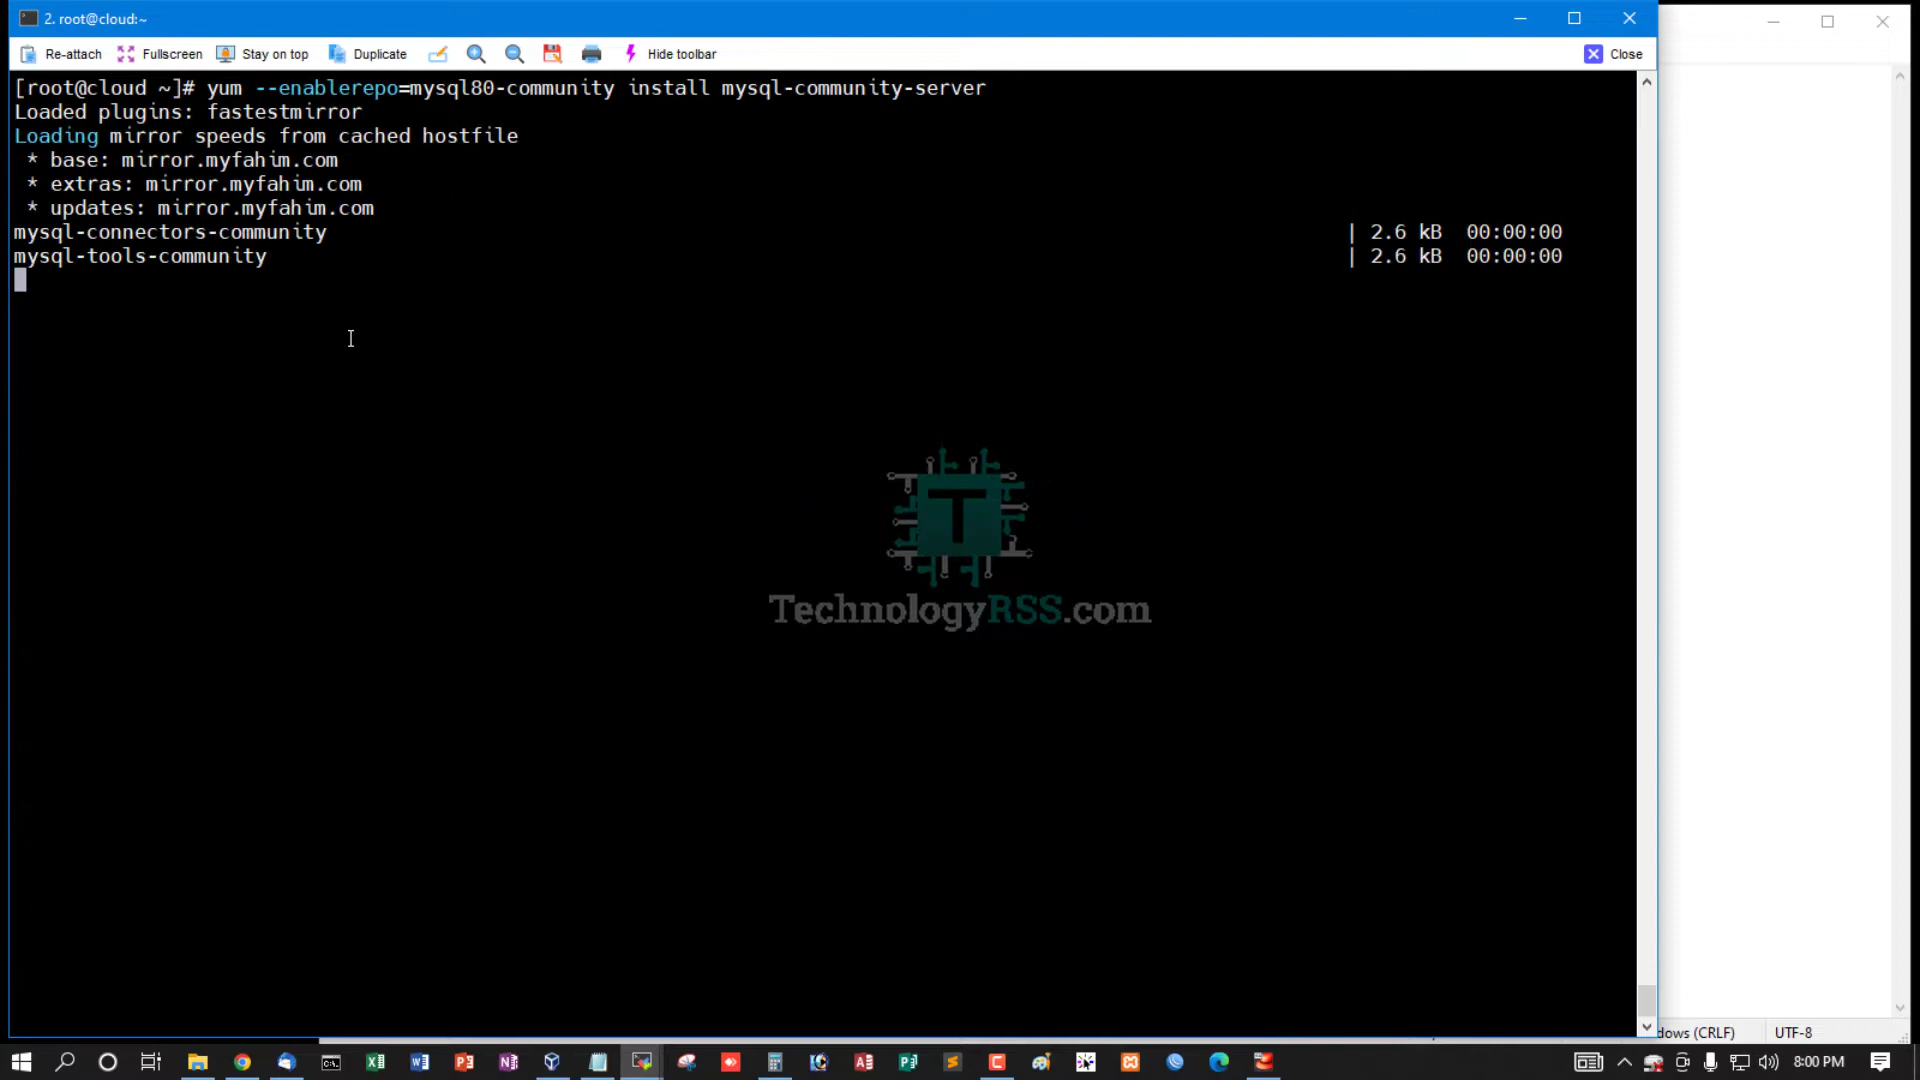 2. root@cloud:~
Re-attach Fullscreen Stay on top Duplicate Hide toolbar Close
[root@cloud ~]# yum --enablerepo=mysql80-community install mysql-community-server
Loaded plugins: fastestmirror
Loading mirror speeds from cached hostfile
* base: mirror.myfahim.com
* extras: mirror.myfahim.com
* updates: mirror.myfahim.com
mysql-connectors-community | 2.6 kB 00:00:00
mysql-tools-community | 2.6 kB 00:00:00
T
TechnologyRSS.com
dows (CRLF) UTF-8
8:00 PM